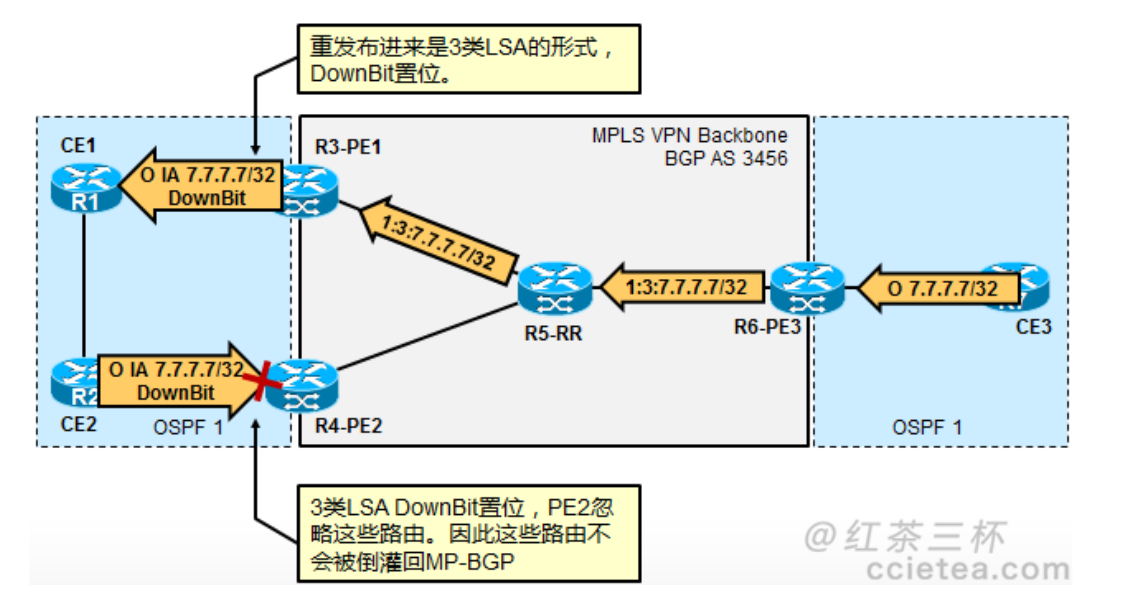 重发布进来是3类LSA的形式，
DownBit置位。
MPLS VPN Backbone
BGP AS 3456
CE1
R3-PE1
O IA 7.7.7.7/32
DownBit
R1
1:3:7.7.7.7/32
1:3:7.7.7.7/32
O 7.7.7.7/32
R5-RR
R6-PE3
CE3
O IA 7.7.7.7/32
DownBit
R2
CE2
OSPF 1
R4-PE2
OSPF 1
3类LSA DownBit置位，PE2忽
略这些路由。因此这些路由不
会被倒灌回MP-BGP
@红茶三杯
ccietea.com